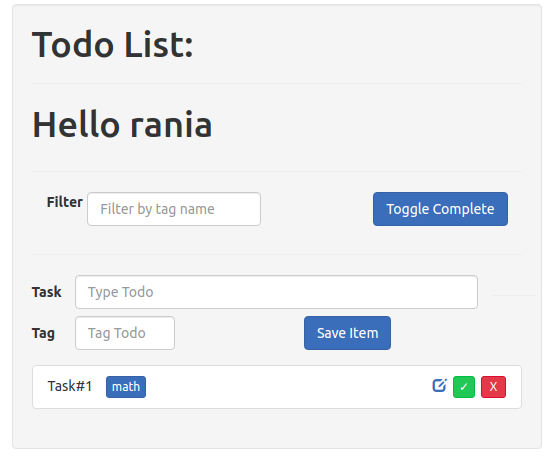 Todo List:
Hello rania
Filter Filter by tag name Toggle Complete
Task Type Todo
Tag Tag Todo Save Item
Task#1 math ✓ X